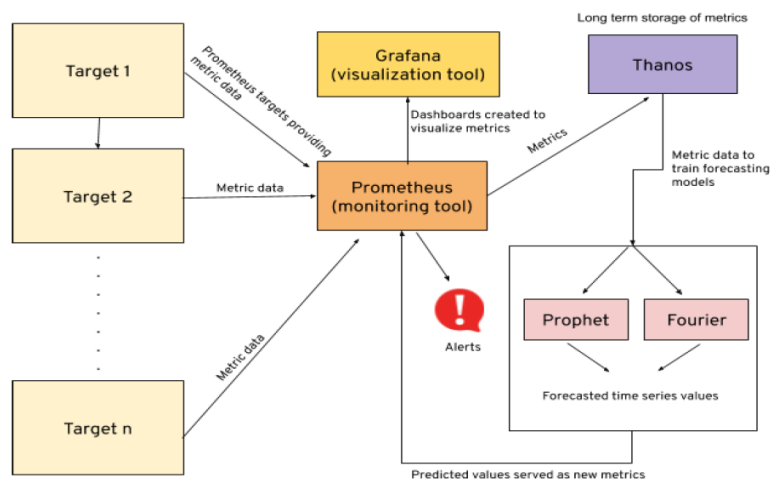 Long term storage of metrics
Target 1
Prometheus targets providing
metric data
Grafana
(visualization tool)
Thanos
Dashboards created to
visualize metrics
Metrics
Metric data to
train forecasting
models
Target 2
Metric data
Prometheus
(monitoring tool)
Prophet
Fourier
Alerts
Metric data
Forecasted time series values
Target n
Predicted values served as new metrics